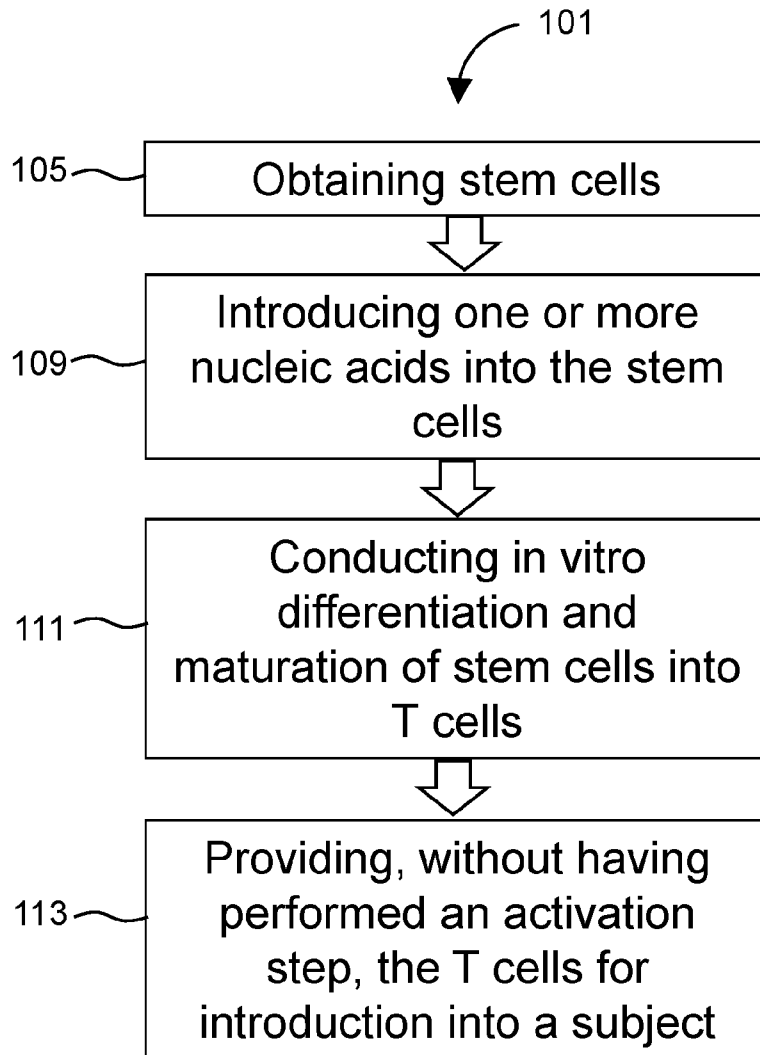 101
105
Obtaining stem cells
109
Introducing one or more
nucleic acids into the stem
cells
111
Conducting in vitro
differentiation and
maturation of stem cells into
T cells
113
Providing, without having
performed an activation
step, the T cells for
introduction into a subject